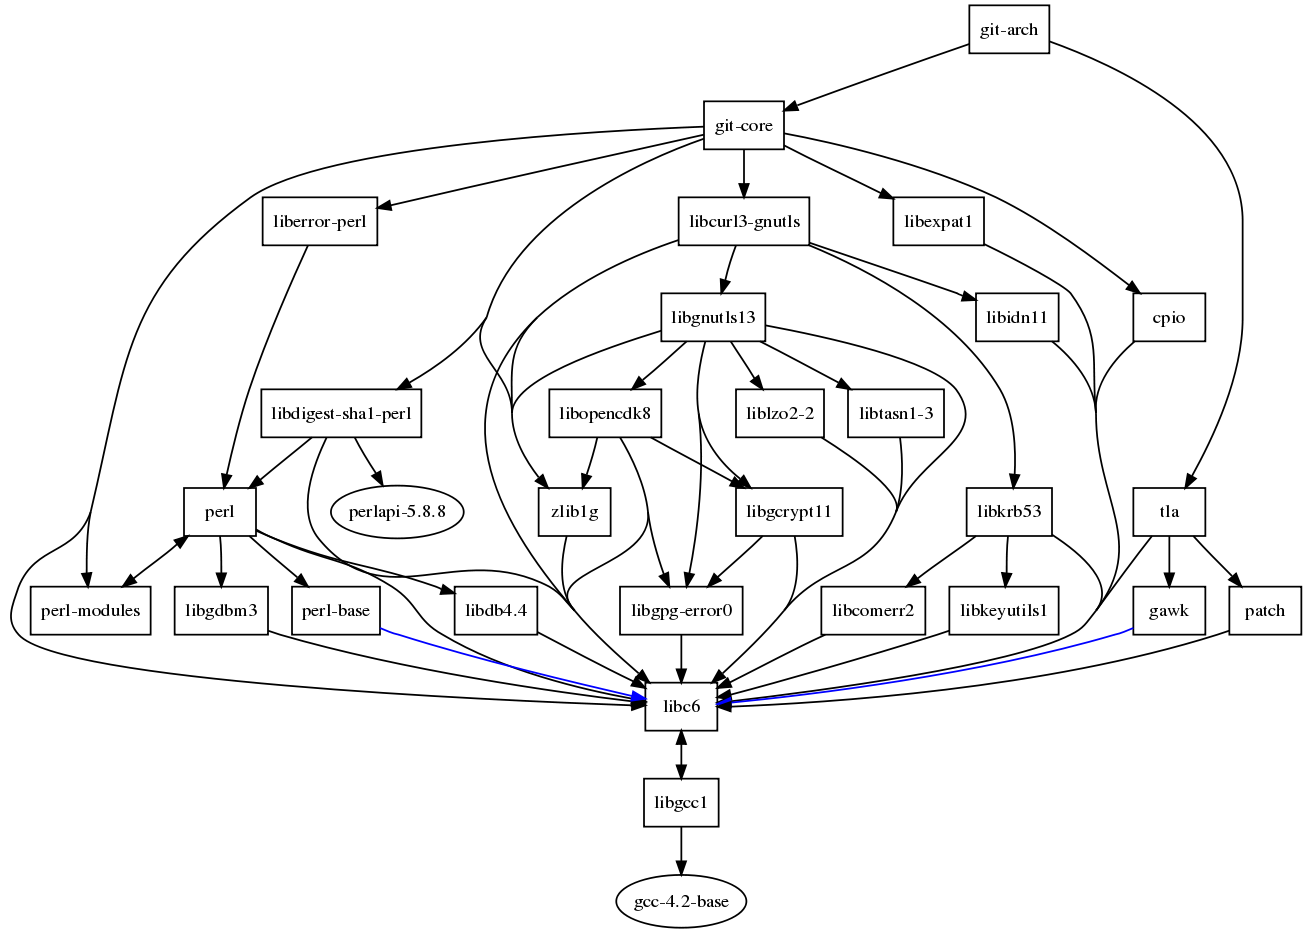 git-arch
git-core
liberror-perl
libcurl3-gnutls
libexpat1
libgnutls13
libidn11
cpio
libdigest-sha1-perl
libopencdk8
liblzo2-2
libtasn1-3
perl
perlapi-5.8.8
zlib1g
libgcrypt11
libkrb53
tla
perl-modules
libgdbm3
perl-base
libdb4.4
libgpg-error0
libcomerr2
libkeyutils1
gawk
patch
libc6
libgcc1
gcc-4.2-base